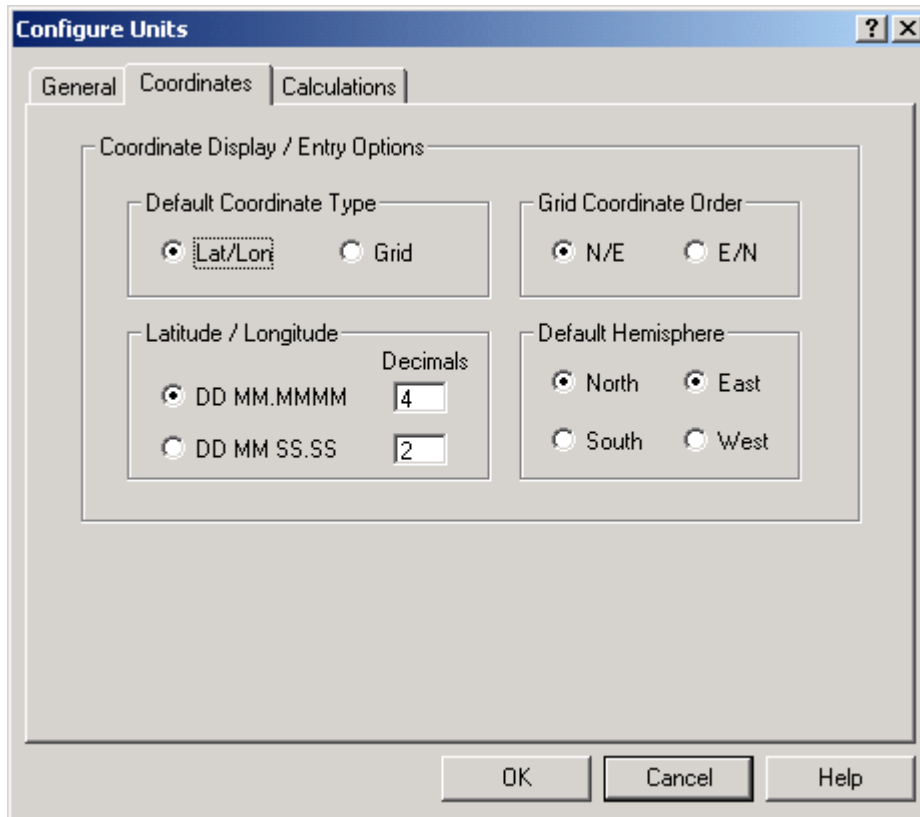 Configure Units
General Coordinates Calculations
Coordinate Display / Entry Options
Default Coordinate Type
Lat/Lon Grid
Grid Coordinate Order
N/E E/N
Latitude / Longitude
Decimals
DD MM.MMMM 4
DD MM SS.SS 2
Default Hemisphere
North East
South West
OK Cancel Help